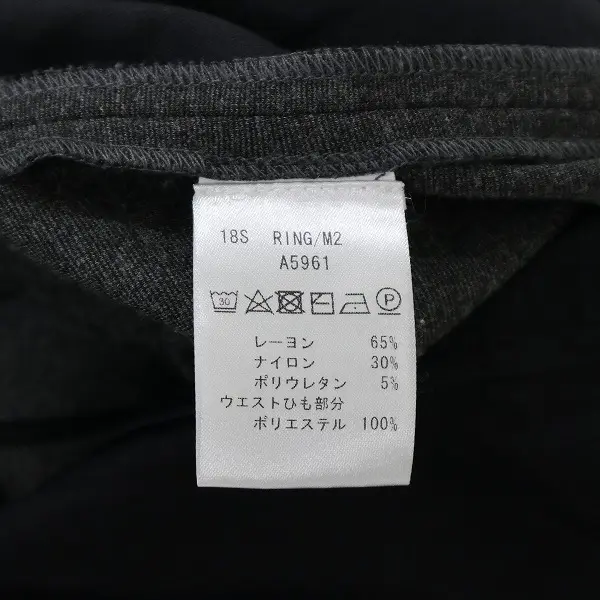 18S RING/M2
A5961
30 P
レーヨン 65%
ナイロン 30%
ポリウレタン 5%
ウエストひも部分
ポリエステル 100%